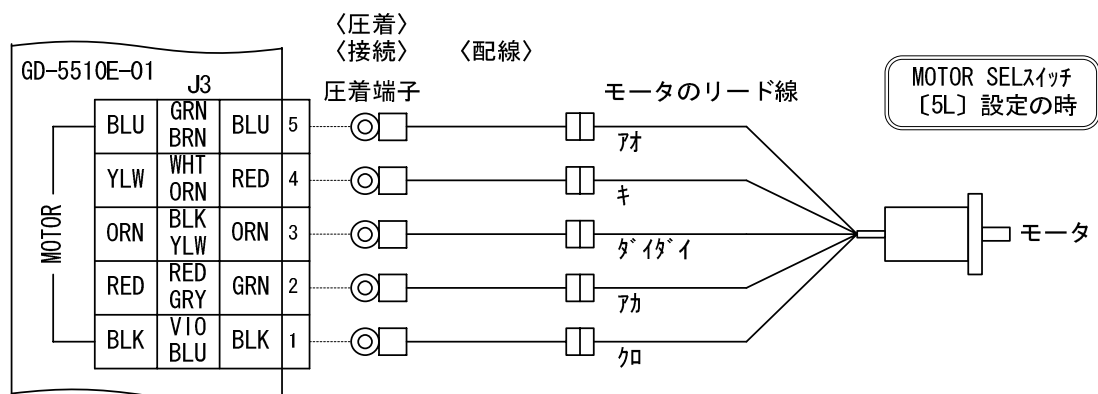 〈圧着〉
〈接続〉 〈配線〉
GD-5510E-01
J3
圧着端子
モータのリード線
MOTOR SELスイッチ
〔5L〕設定の時
MOTOR
BLU GRN BRN BLU 5
アオ
YLW WHT ORN RED 4
キ
ORN BLK YLW ORN 3
ダイダイ
モータ
RED RED GRY GRN 2
アカ
BLK VIO BLU BLK 1
クロ